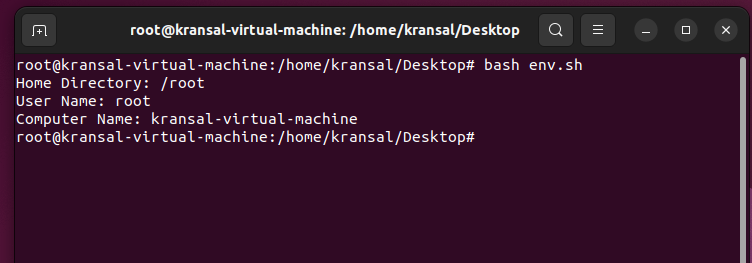 root@kransal-virtual-machine: /home/kransal/Desktop
root@kransal-virtual-machine:/home/kransal/Desktop# bash env.sh
Home Directory: /root
User Name: root
Computer Name: kransal-virtual-machine
root@kransal-virtual-machine:/home/kransal/Desktop#